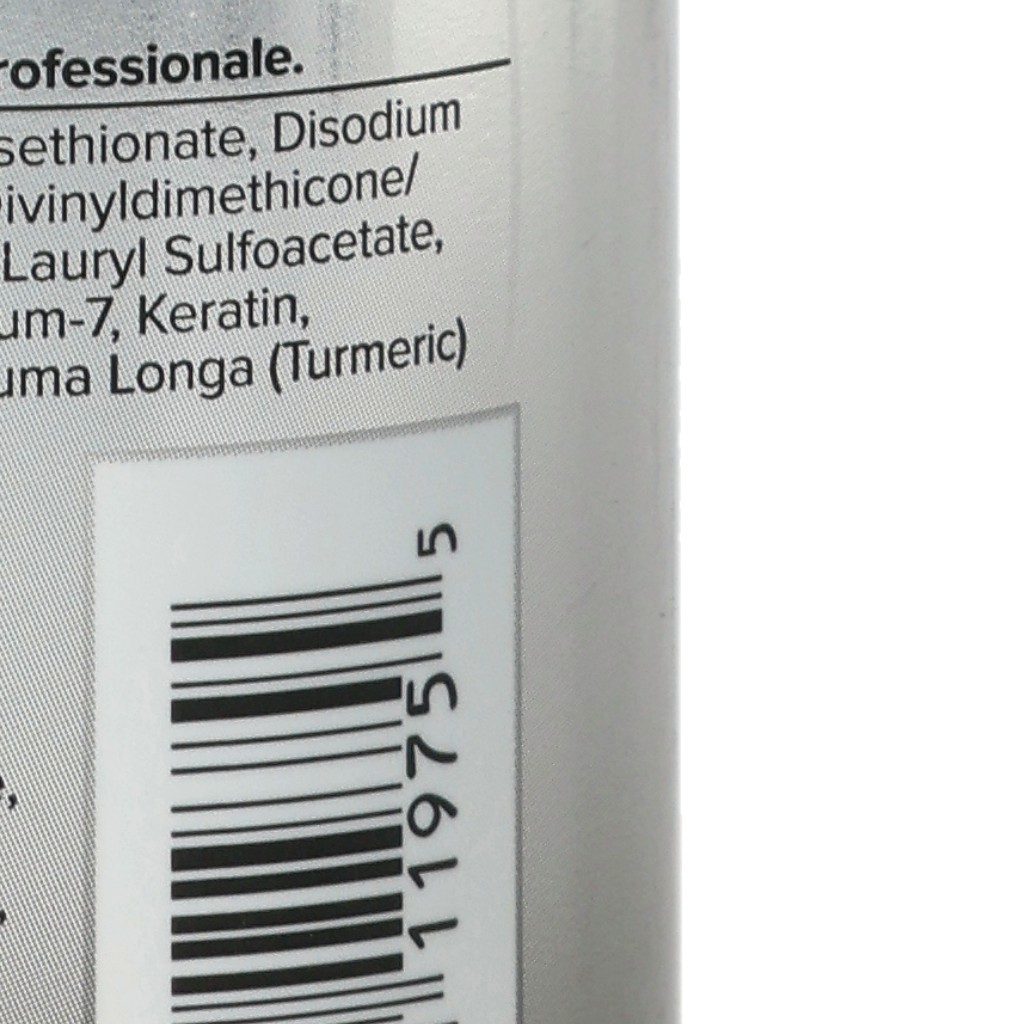 rofessionale.
sethionate, Disodium
ivinyldimethicone/
Lauryl Sulfoacetate,
um-7, Keratin,
uma Longa (Turmeric)
11975 5